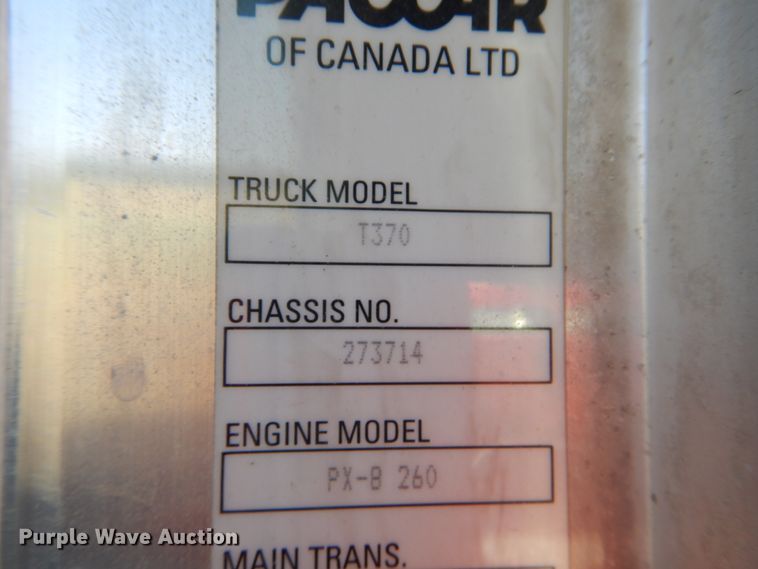 PACCAR
OF CANADA LTD
TRUCK MODEL
T370
CHASSIS NO.
273714
ENGINE MODEL
PX-8 260
MAIN TRANS.
Purple Wave Auction